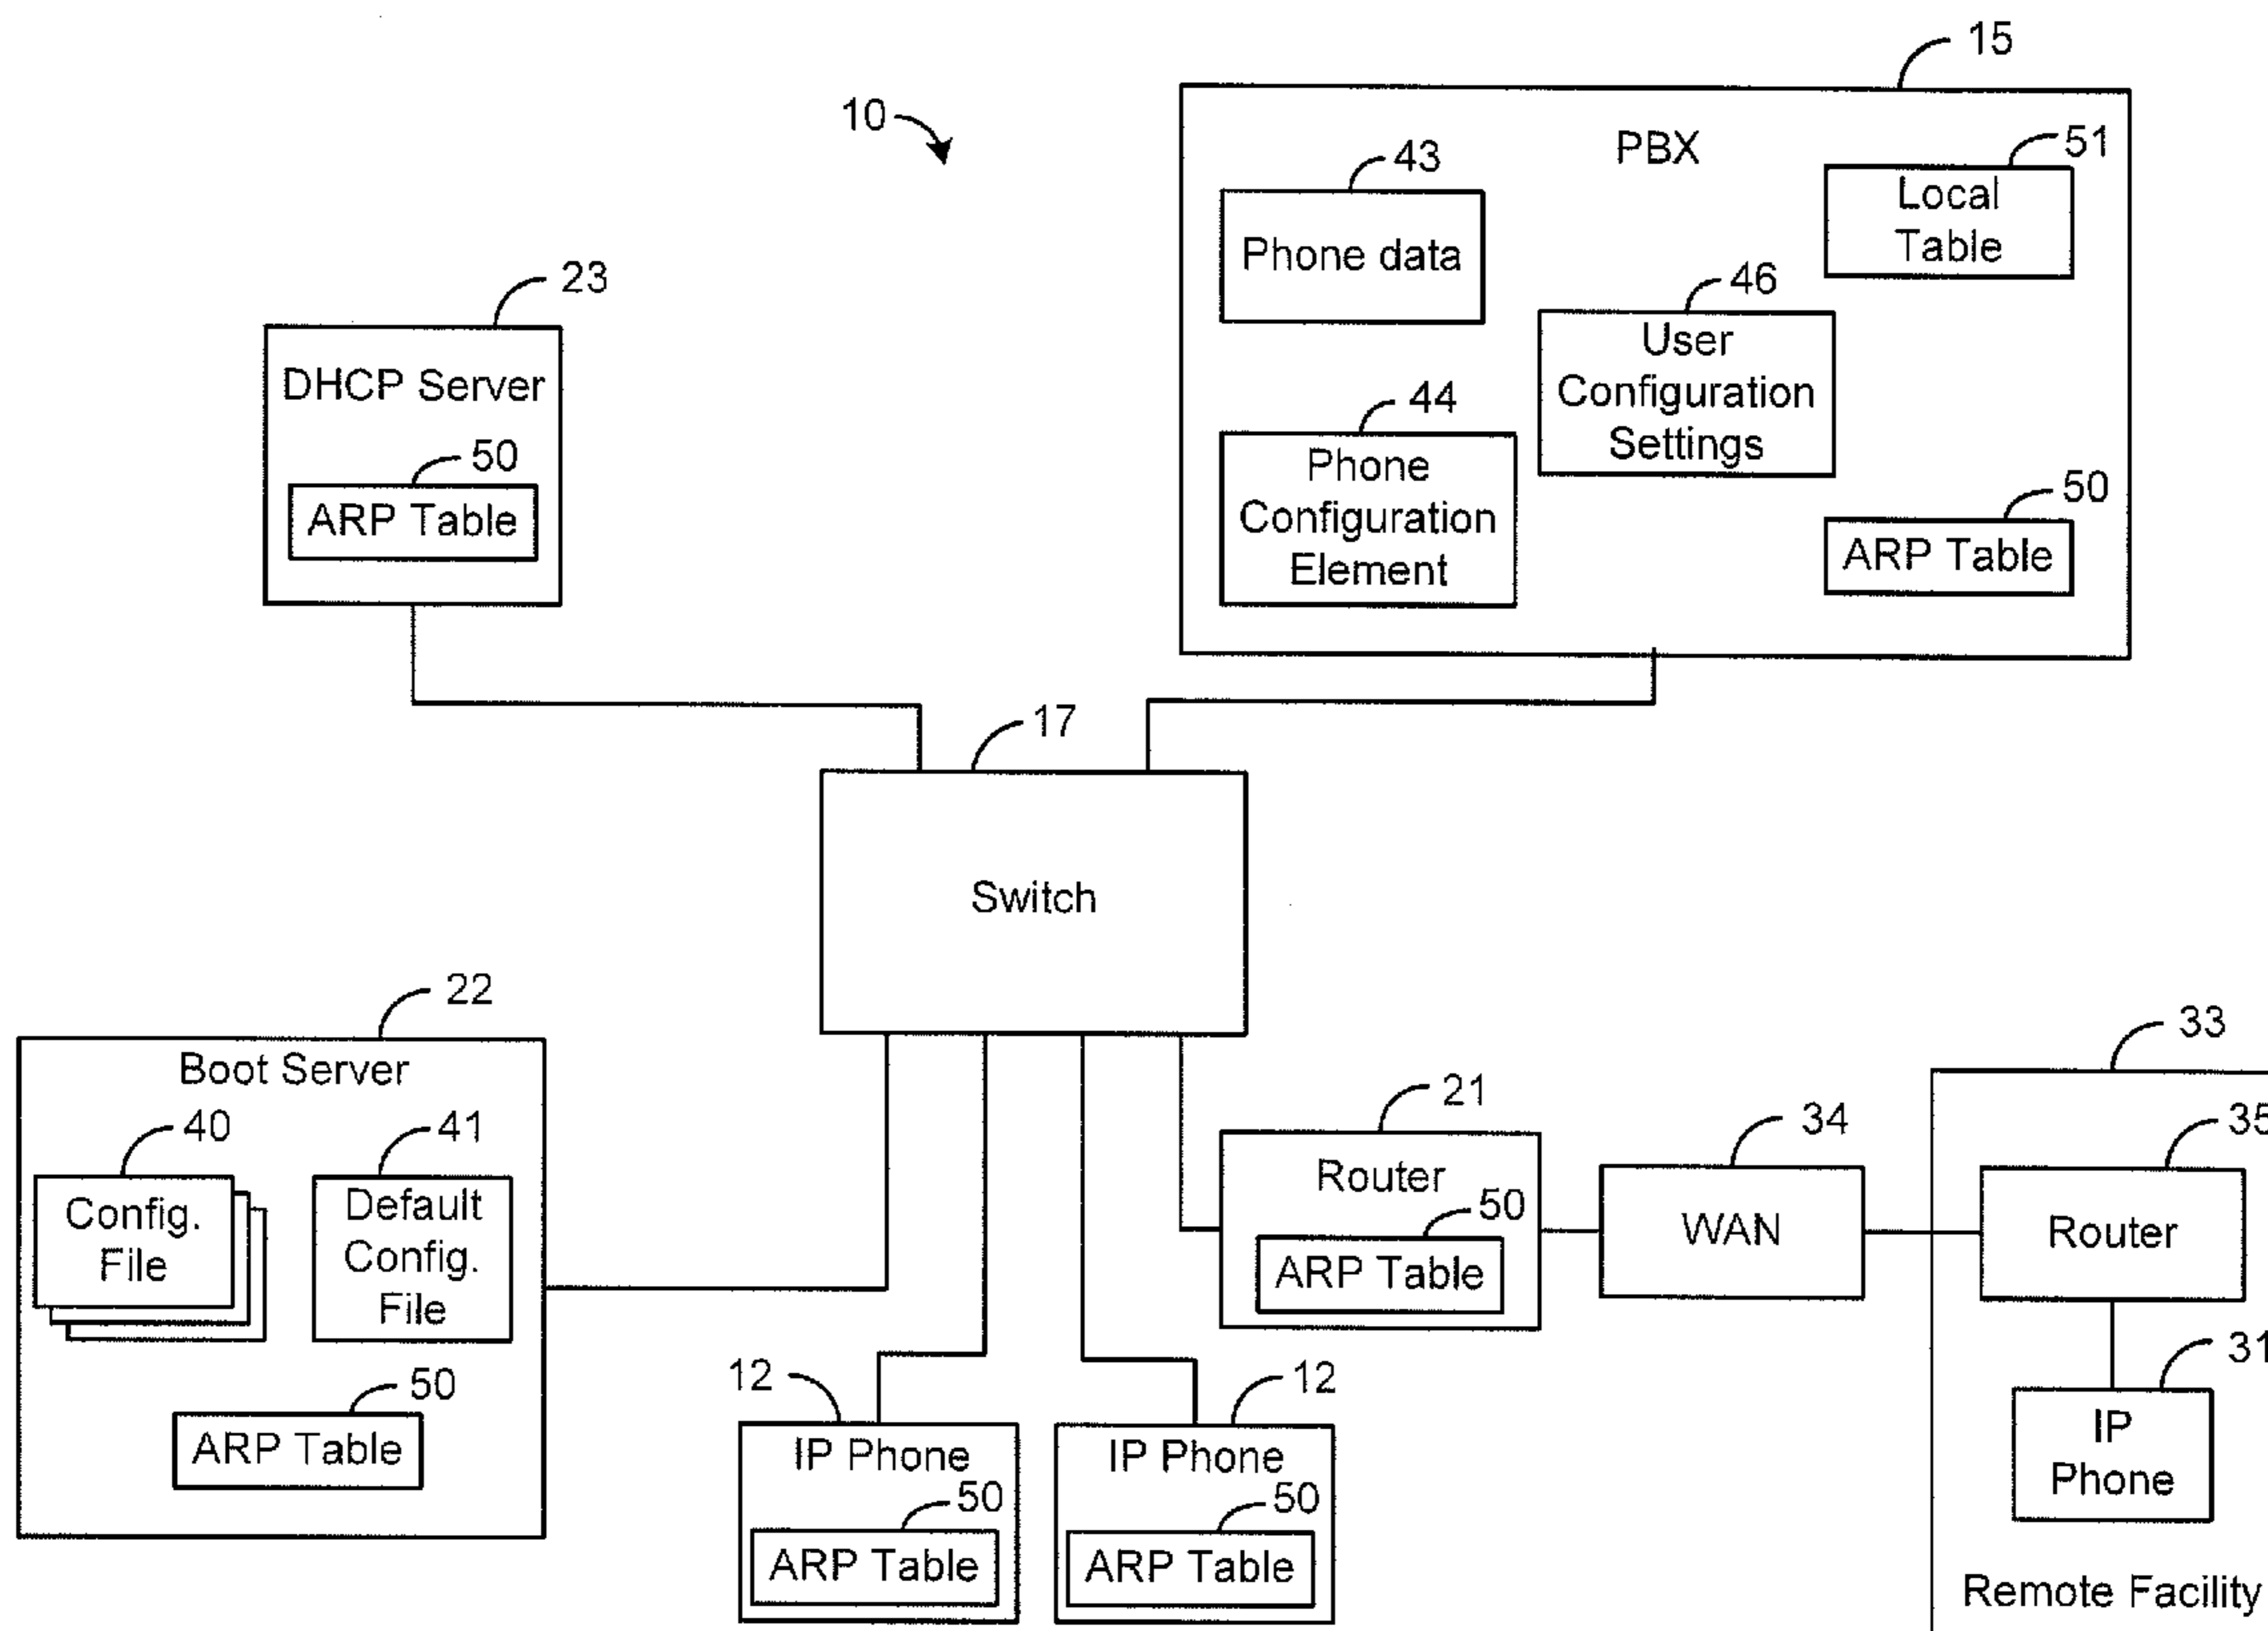 15
10
PBX
43
Phone data
51
Local
Table
46
User
Configuration
Settings
44
Phone
Configuration
Element
50
ARP Table
23
DHCP Server
50
ARP Table
17
Switch
22
Boot Server
40
Config.
File
41
Default
Config.
File
50
ARP Table
12
IP Phone
50
ARP Table
12
IP Phone
50
ARP Table
21
Router
50
ARP Table
34
WAN
33
35
Router
31
IP
Phone
Remote Facility